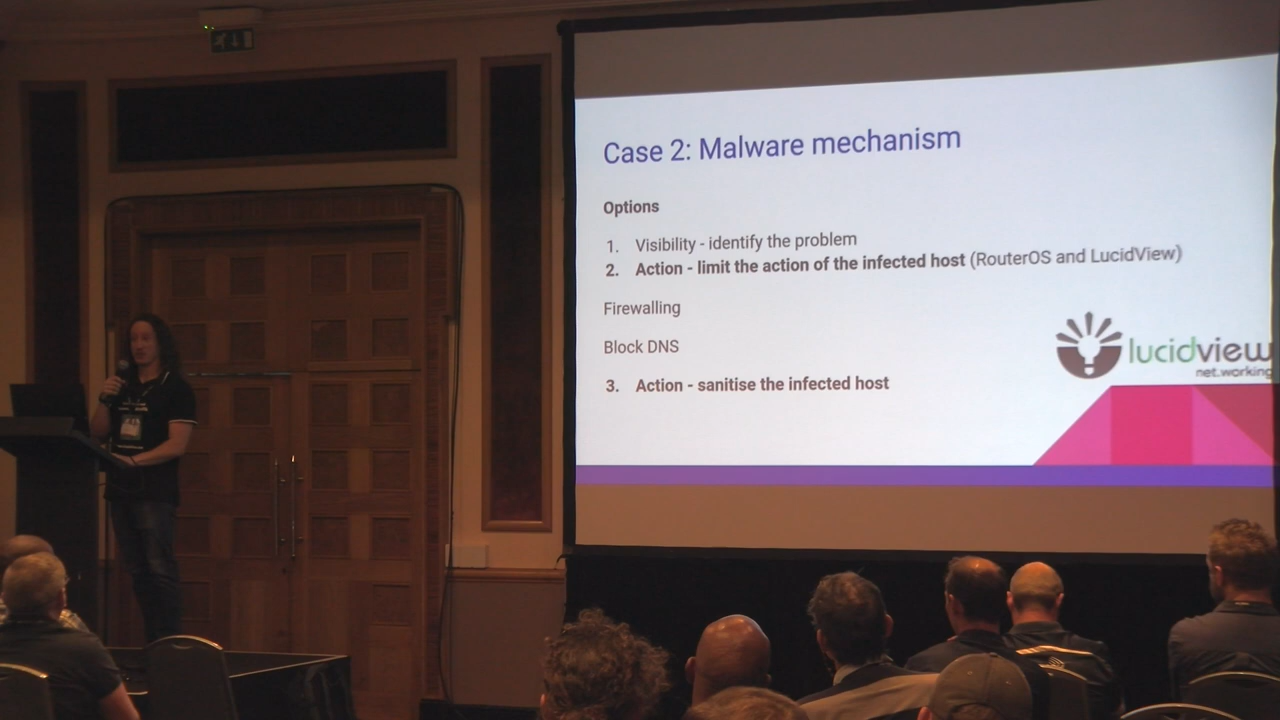 Case 2: Malware mechanism
Options
1. Visibility - identify the problem
2. Action - limit the action of the infected host (RouterOS and LucidView)
Firewalling
Block DNS
3. Action - sanitise the infected host
lucidview
net.working